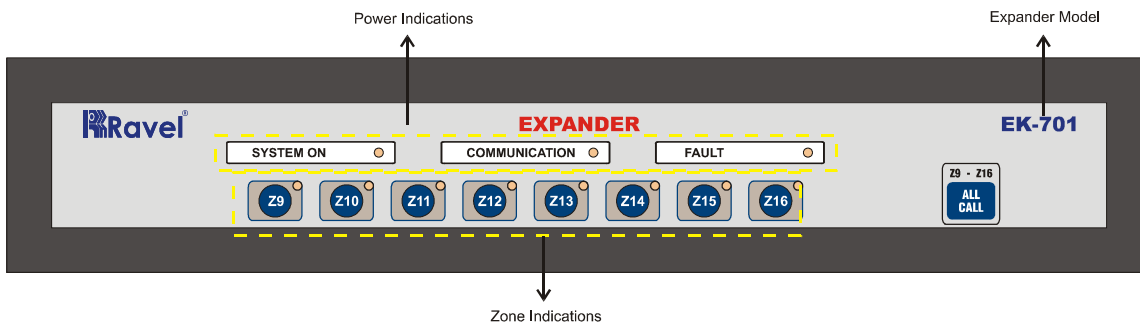 Power Indications
Expander Model
Ravel®
EXPANDER
EK-701
SYSTEM ON
COMMUNICATION
FAULT
Z9 - Z16
ALL
CALL
Z9
Z10
Z11
Z12
Z13
Z14
Z15
Z16
Zone Indications